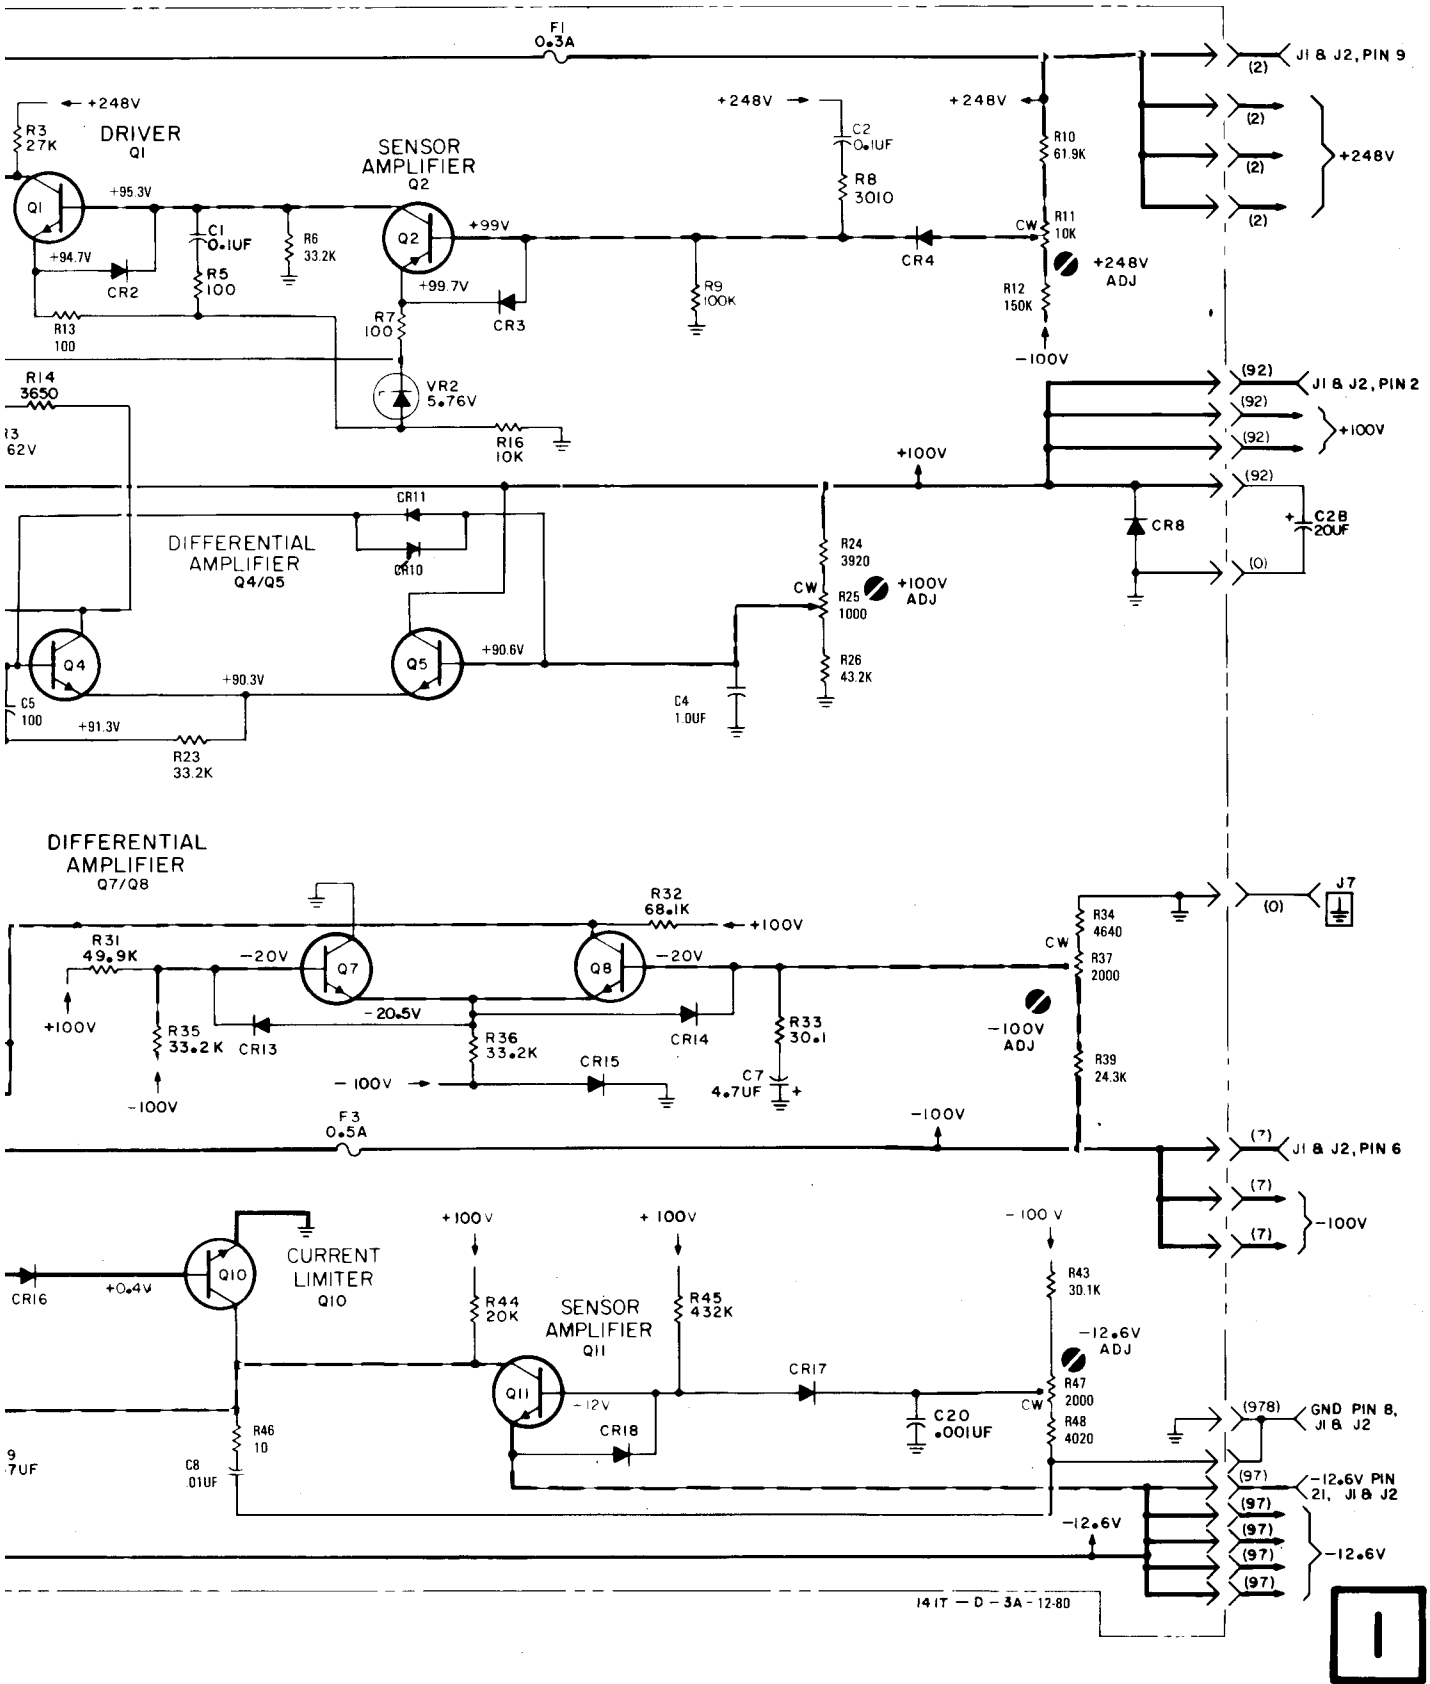 F1
0.3A
J1 & J2, PIN 9
(2)
+248V
+248V
+248V
R3
27K
DRIVER
Q1
(2)
C2
0.1UF
SENSOR
AMPLIFIER
Q2
R10
61.9K
(2)
+248V
R8
3010
+95.3V
Q1
(2)
C1
0.1UF
R6
33.2K
Q2
+99V
CW
R11
10K
+94.7V
CR4
+248V
ADJ
CR2
R5
100
+99.7V
R9
100K
R12
150K
R13
100
R7
100
CR3
-100V
R14
3650
(92)
J1 & J2, PIN 2
VR2
5.76V
(92)
+100V
13
62V
R16
10K
(92)
+100V
(92)
CR11
C2B
20UF
+
CR8
DIFFERENTIAL
AMPLIFIER
Q4/Q5
CR10
R24
3920
(0)
CW
R25
1000
+100V
ADJ
Q4
Q5
+90.6V
R26
43.2K
+90.3V
C5
100
C4
1.0UF
+91.3V
R23
33.2K
DIFFERENTIAL
AMPLIFIER
Q7/Q8
J7
R32
68.1K
(0)
R34
4640
+100V
R31
49.9K
CW
-20V
Q7
Q8
-20V
R37
2000
-20.5V
+100V
R35
33.2K
CR13
R36
33.2K
CR14
R33
30.1
-100V
ADJ
CR15
R39
24.3K
-100V
C7
4.7UF
+
-100V
F3
0.5A
-100V
(7)
J1 & J2, PIN 6
(7)
-100V
+100V
+100V
-100V
(7)
CURRENT
LIMITER
Q10
Q10
CR16
+0.4V
R43
30.1K
R44
20K
SENSOR
AMPLIFIER
Q11
R45
432K
-12.6V
ADJ
CR17
Q11
R47
2000
CW
-12V
(978)
GND PIN 8,
J1 & J2
R46
10
CR18
C20
.001UF
R48
4020
9
7UF
C8
.01UF
(97)
-12.6V PIN
21, J1 & J2
(97)
-12.6V
(97)
(97)
-12.6V
(97)
141T - D - 3A - 12-80
1